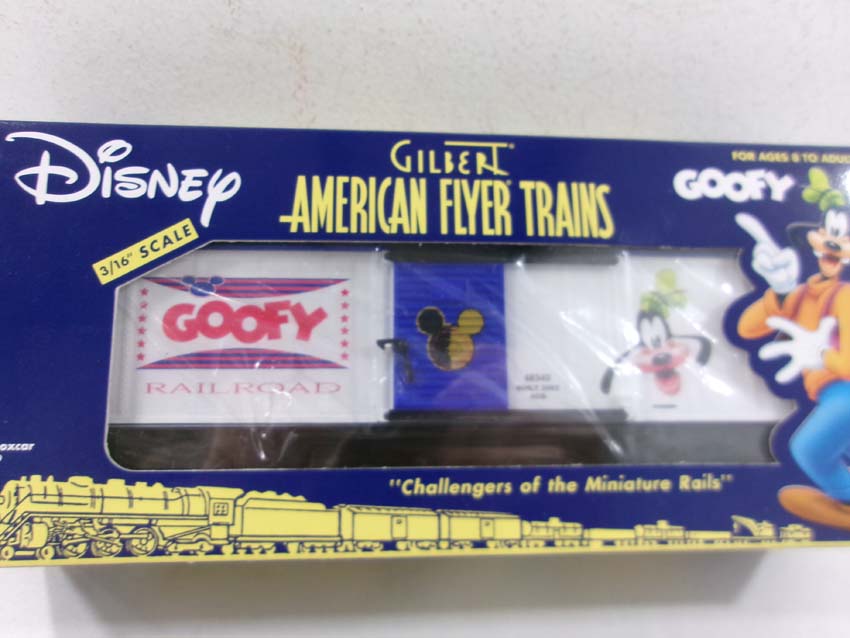 DISNEY
GILBERT
AMERICAN FLYER TRAINS
FOR AGES 8 TO
GOOFY
3/16" SCALE
GOOFY
RAILROAD
oxcar
"Challengers of the Miniature Rails"